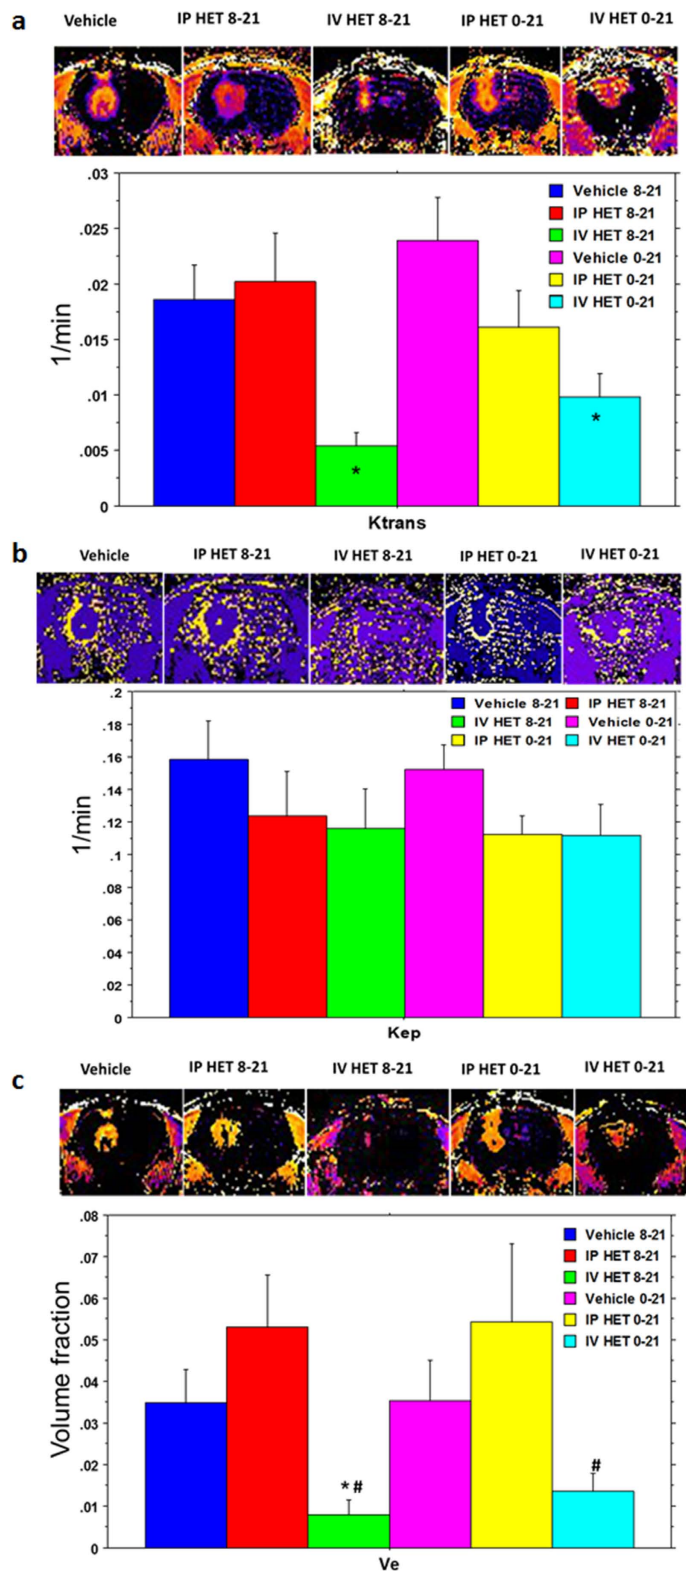 a
Vehicle IP HET 8-21 IV HET 8-21 IP HET 0-21 IV HET 0-21
.03
.025
.02
.015
.01
.005
0
1/min
Vehicle 8-21
IP HET 8-21
IV HET 8-21
Vehicle 0-21
IP HET 0-21
IV HET 0-21
*
*
Ktrans
b
Vehicle IP HET 8-21 IV HET 8-21 IP HET 0-21 IV HET 0-21
.2
.16
.14
.12
.1
.08
.06
.04
.02
0
1/min
Vehicle 8-21 IP HET 8-21
IV HET 8-21 Vehicle 0-21
IP HET 0-21 IV HET 0-21
Kep
c
Vehicle IP HET 8-21 IV HET 8-21 IP HET 0-21 IV HET 0-21
.08
.07
.06
.05
.04
.03
.02
.01
0
Volume fraction
Vehicle 8-21
IP HET 8-21
IV HET 8-21
Vehicle 0-21
IP HET 0-21
IV HET 0-21
*#
#
Ve